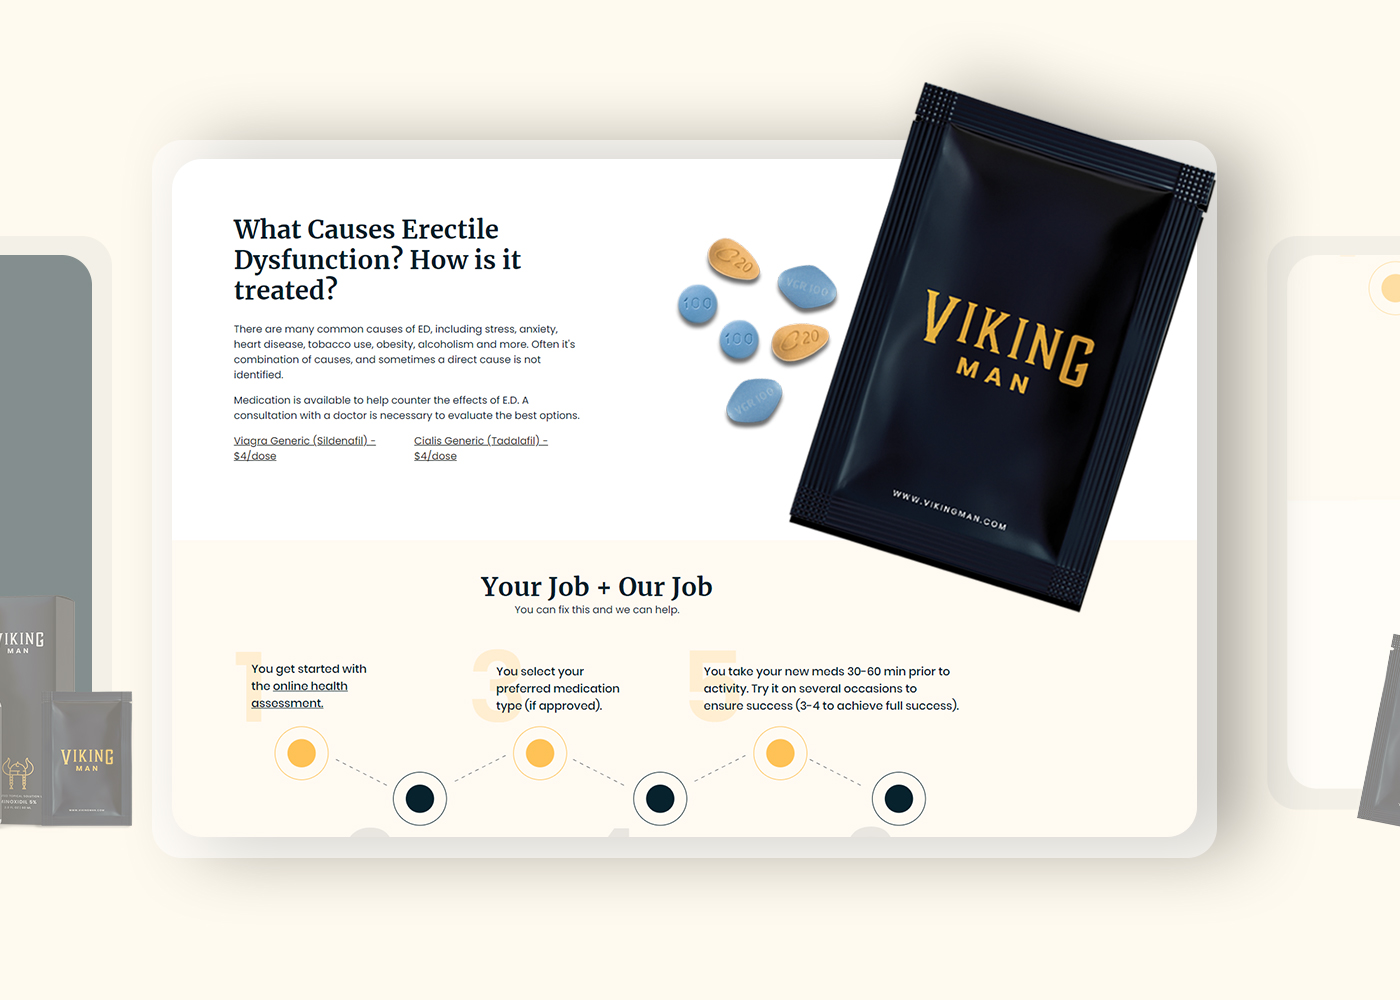 What Causes Erectile
Dysfunction? How is it
treated?
There are many common causes of ED, including stress, anxiety,
heart disease, tobacco use, obesity, alcoholism and more. Often it's
combination of causes, and sometimes a direct cause is not
identified.
Medication is available to help counter the effects of E.D. A
consultation with a doctor is necessary to evaluate the best options.
Viagra Generic (Sildenafil) -
$4/dose
Cialis Generic (Tadalafil) -
$4/dose
C 20
VGR 100
100
100
C 20
VGR 100
VIKING
MAN
WWW.VIKINGMAN.COM
Your Job + Our Job
You can fix this and we can help.
1
You get started with
the online health
assessment.
3
You select your
preferred medication
type (if approved).
5
You take your new meds 30-60 min prior to
activity. Try it on several occasions to
ensure success (3-4 to achieve full success).
VIKING
MAN
VIKING
MAN